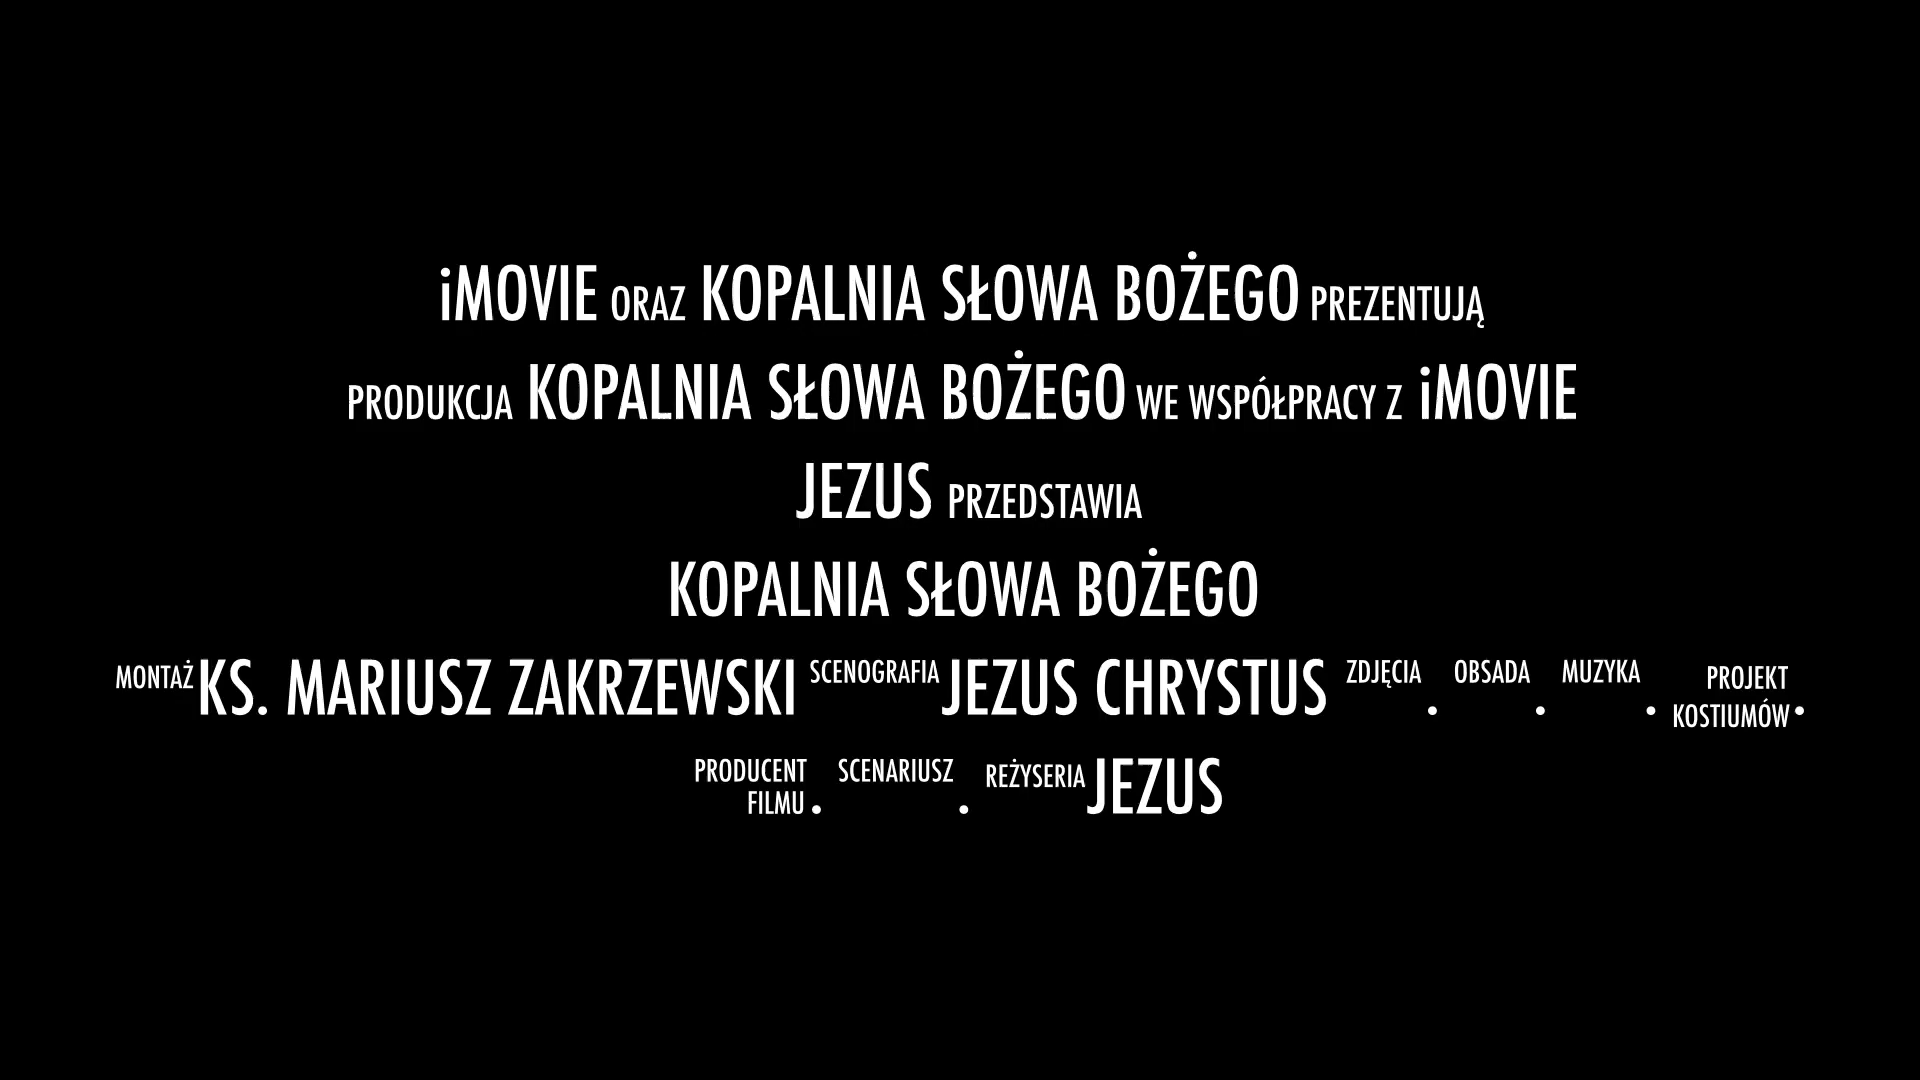 iMOVIE ORAZ KOPALNIA SŁOWA BOŻEGO PREZENTUJĄ
PRODUKCJA KOPALNIA SŁOWA BOŻEGO WE WSPÓŁPRACY Z iMOVIE
JEZUS PRZEDSTAWIA
KOPALNIA SŁOWA BOŻEGO
MONTAŻ KS. MARIUSZ ZAKRZEWSKI SCENOGRAFIA JEZUS CHRYSTUS ZDJĘCIA . OBSADA . MUZYKA . PROJEKT KOSTIUMÓW .
PRODUCENT FILMU . SCENARIUSZ . REŻYSERIA JEZUS